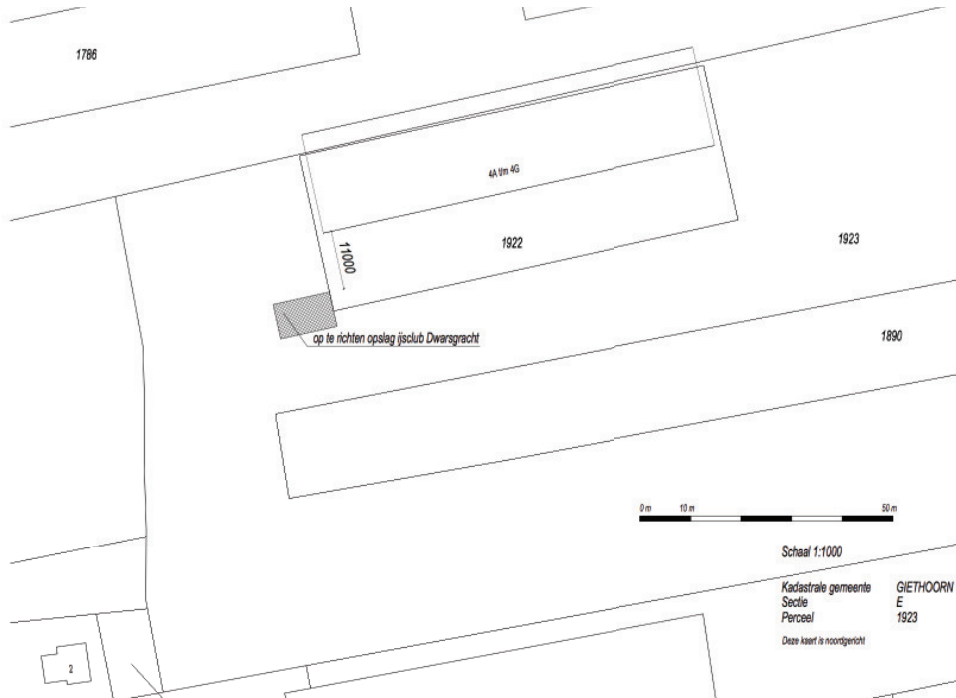 1786
4A t/m 4G
1922
11000
1923
op te richten opslag ijsclub Dwarsgracht
1890
0 m 10 m 50 m
Schaal 1:1000
Kadastrale gemeente GIETHOORN
Sectie E
Perceel 1923
Deze kaart is noordgericht
2